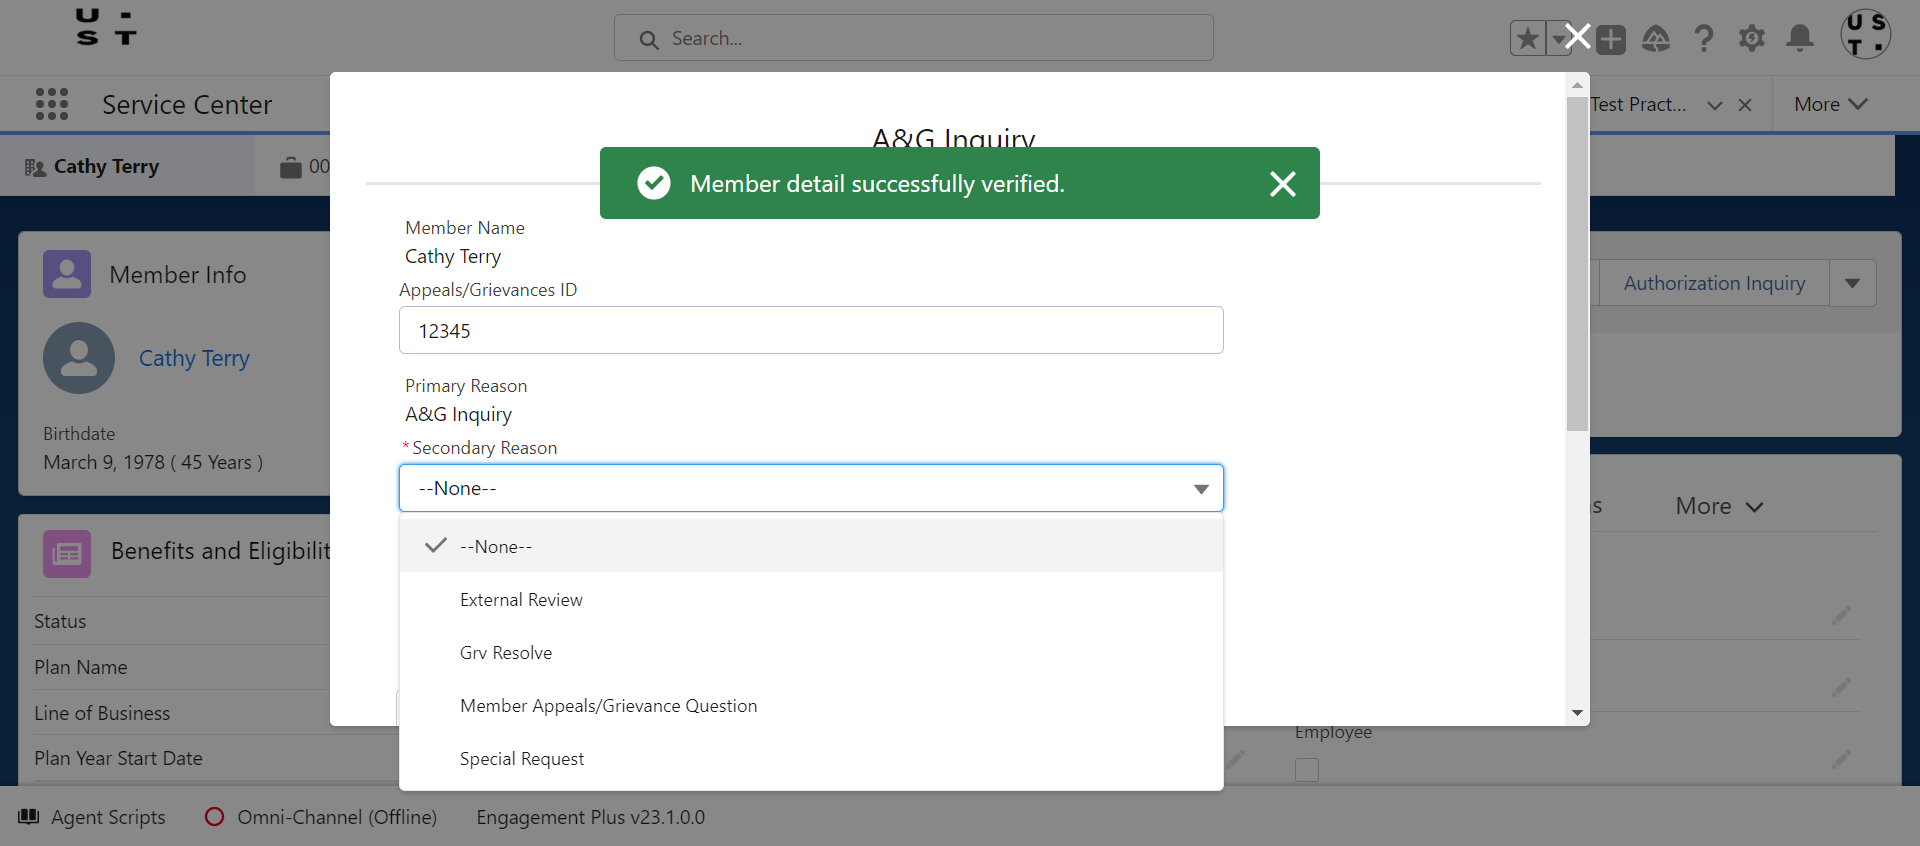 U ·
S T
Search...
U S
T ·
Service Center
Test Pract...
More
Cathy Terry
00
A&G Inquiry
Member detail successfully verified.
Member Name
Cathy Terry
Appeals/Grievances ID
12345
Primary Reason
A&G Inquiry
* Secondary Reason
--None--
--None--
External Review
Grv Resolve
Member Appeals/Grievance Question
Special Request
Member Info
Cathy Terry
Birthdate
March 9, 1978 ( 45 Years )
Benefits and Eligibilit
Status
Plan Name
Line of Business
Plan Year Start Date
Authorization Inquiry
s
More
Employee
Agent Scripts
Omni-Channel (Offline)
Engagement Plus v23.1.0.0